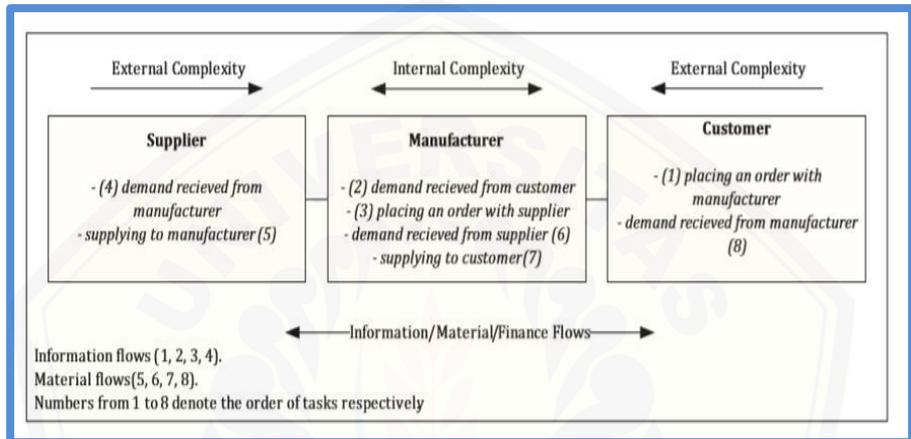 External Complexity
Internal Complexity
External Complexity
Supplier
- (4) demand recieved from
manufacturer
- supplying to manufacturer (5)
Manufacturer
- (2) demand recieved from customer
- (3) placing an order with supplier
- demand recieved from supplier (6)
- supplying to customer(7)
Customer
- (1) placing an order with
manufacturer
- demand recieved from manufacturer
(8)
Information/Material/Finance Flows
Information flows (1, 2, 3, 4).
Material flows(5, 6, 7, 8).
Numbers from 1 to 8 denote the order of tasks respectively
UNIVERSITAS